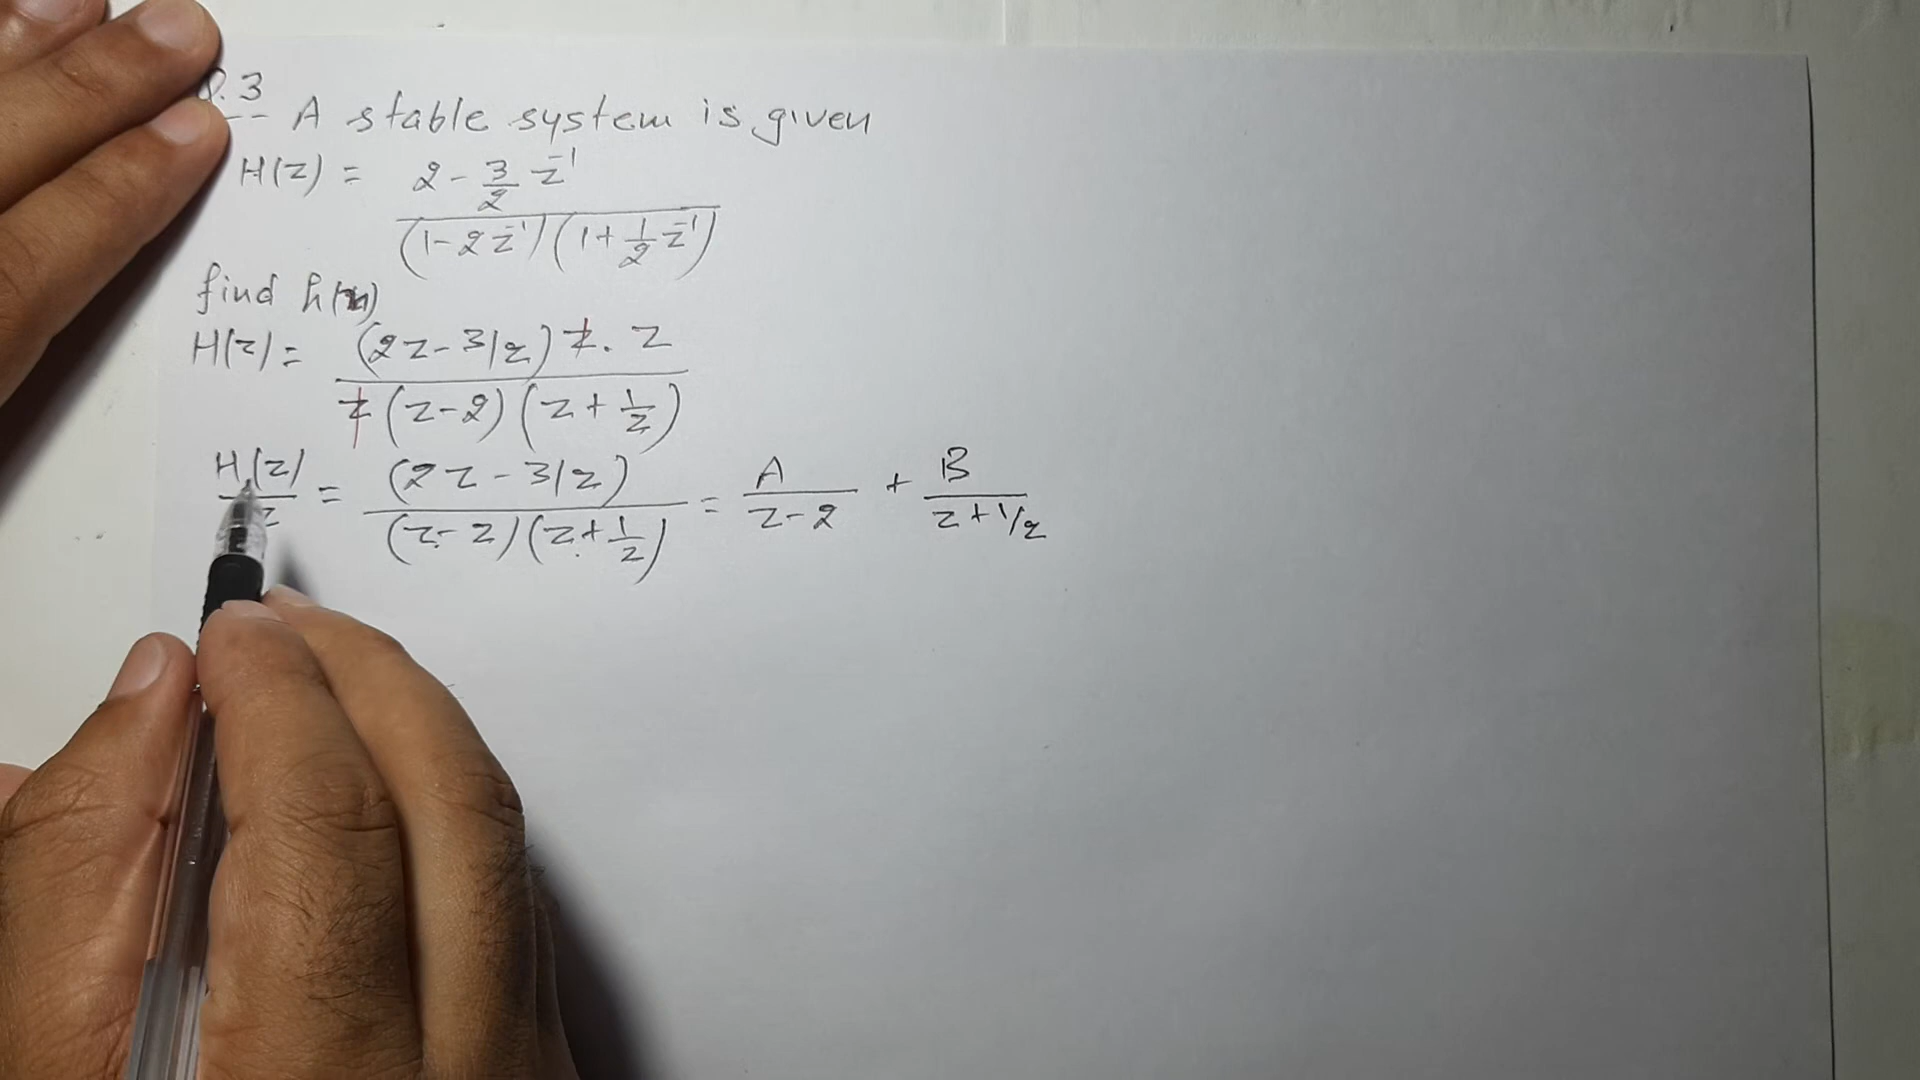 Q.3
A stable system is given
H(z) = 2 - 3/2 z^-1
(1 - 2z^-1)(1 + 1/2 z^-1)
find h(n)
H(z) = (2z - 3/2) z. z
z (z-2) (z + 1/2)
H(z)/z = (2z - 3/2) / (z-2)(z + 1/2) = A/z-2 + B/z+1/2